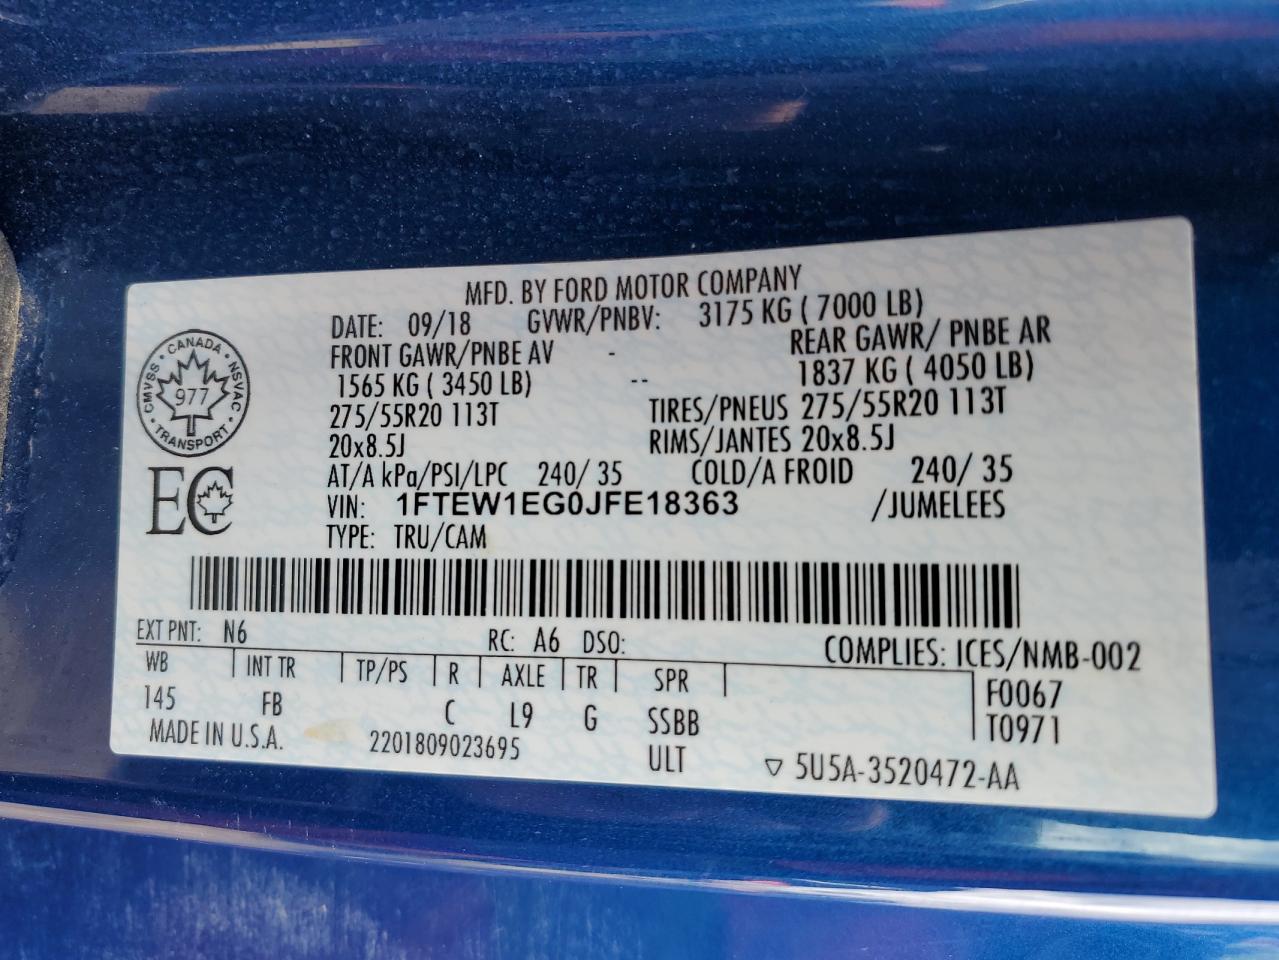 MFD. BY FORD MOTOR COMPANY
DATE: 09/18 GVWR/PNBV: 3175 KG ( 7000 LB)
FRONT GAWR/PNBE AV - REAR GAWR/ PNBE AR
1565 KG ( 3450 LB) -- 1837 KG ( 4050 LB)
275/55R20 113T TIRES/PNEUS 275/55R20 113T
20x8.5J RIMS/JANTES 20x8.5J
AT/A kPa/PSI/LPC 240/ 35 COLD/A FROID 240/ 35
VIN: 1FTEW1EG0JFE18363 /JUMELEES
TYPE: TRU/CAM
CANADA
CMVSS 977 NSVAC
TRANSPORT
EC
EXT PNT: N6 RC: A6 DSO: COMPLIES: ICES/NMB-002
WB INT TR TP/PS R AXLE TR SPR F0067
145 FB C L9 G SSBB T0971
MADE IN U.S.A. 2201809023695 ULT ▽ 5U5A-3520472-AA